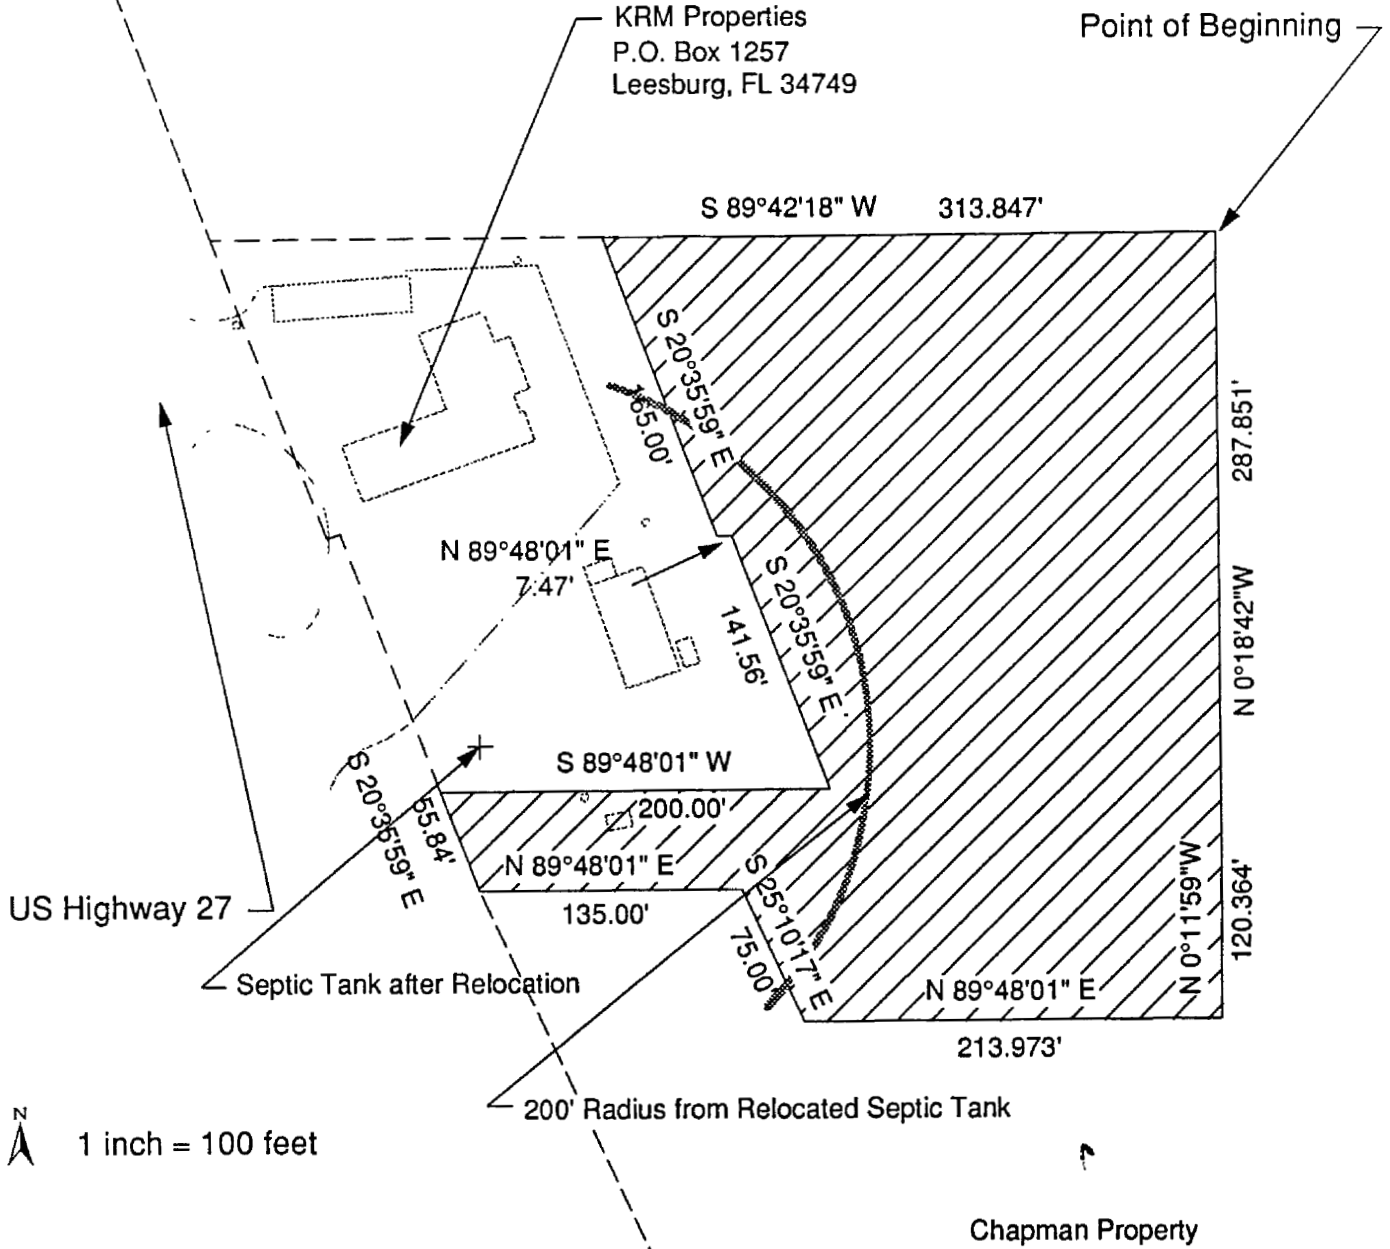 KRM Properties
P.O. Box 1257
Leesburg, FL 34749
Point of Beginning
S 89°42'18" W 313.847'
S 20°35'59" E
165.00'
287.851'
N 0°18'42"W
N 89°48'01" E
7.47'
S 20°35'59" E
141.56'
S 89°48'01" W
200.00'
S 20°35'59" E
55.84'
N 89°48'01" E
135.00'
S 25°10'17" E
75.00'
N 0°11'59"W
120.364'
US Highway 27
Septic Tank after Relocation
N 89°48'01" E
213.973'
200' Radius from Relocated Septic Tank
N
1 inch = 100 feet
Chapman Property